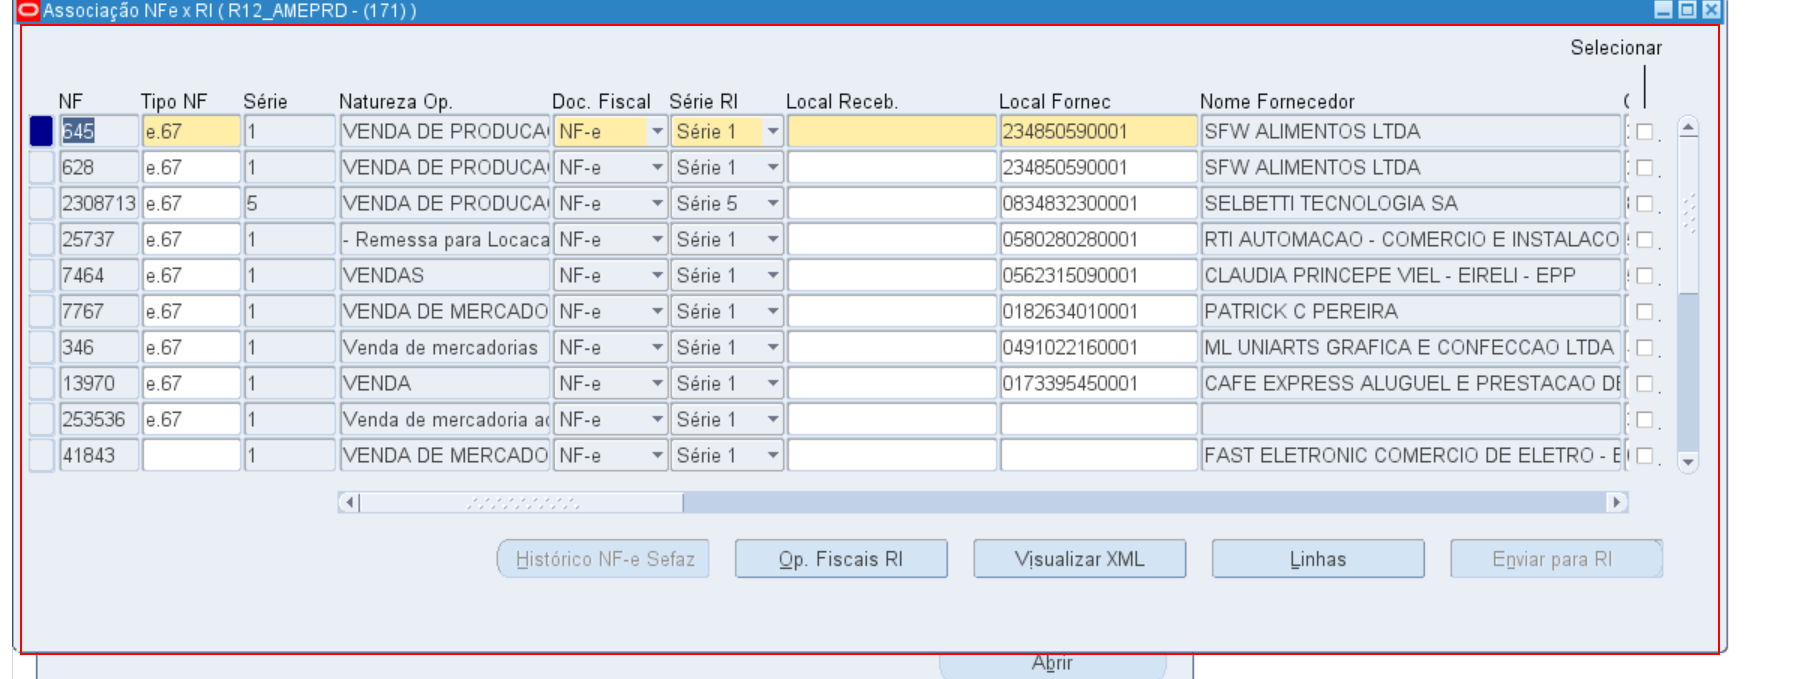 Associação NFe x RI ( R12_AMEPRD - (171) )
Selecionar
NF Tipo NF Série Natureza Op. Doc. Fiscal Série RI Local Receb. Local Fornec Nome Fornecedor
645 e.67 1 VENDA DE PRODUCA NF-e Série 1 234850590001 SFW ALIMENTOS LTDA
628 e.67 1 VENDA DE PRODUCA NF-e Série 1 234850590001 SFW ALIMENTOS LTDA
2308713 e.67 5 VENDA DE PRODUCA NF-e Série 5 0834832300001 SELBETTI TECNOLOGIA SA
25737 e.67 1 - Remessa para Locaca NF-e Série 1 0580280280001 RTI AUTOMACAO - COMERCIO E INSTALACO
7464 e.67 1 VENDAS NF-e Série 1 0562315090001 CLAUDIA PRINCEPE VIEL - EIRELI - EPP
7767 e.67 1 VENDA DE MERCADO NF-e Série 1 0182634010001 PATRICK C PEREIRA
346 e.67 1 Venda de mercadorias NF-e Série 1 0491022160001 ML UNIARTS GRAFICA E CONFECCAO LTDA
13970 e.67 1 VENDA NF-e Série 1 0173395450001 CAFE EXPRESS ALUGUEL E PRESTACAO DE
253536 e.67 1 Venda de mercadoria ad NF-e Série 1
41843 1 VENDA DE MERCADO NF-e Série 1 FAST ELETRONIC COMERCIO DE ELETRO - E
Histórico NF-e Sefaz Op. Fiscais RI Visualizar XML Linhas Enviar para RI
Abrir